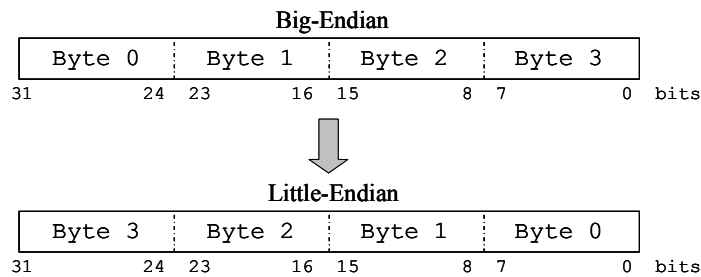 Big-Endian
Byte 0 Byte 1 Byte 2 Byte 3
31 24 23 16 15 8 7 0 bits
Little-Endian
Byte 3 Byte 2 Byte 1 Byte 0
31 24 23 16 15 8 7 0 bits